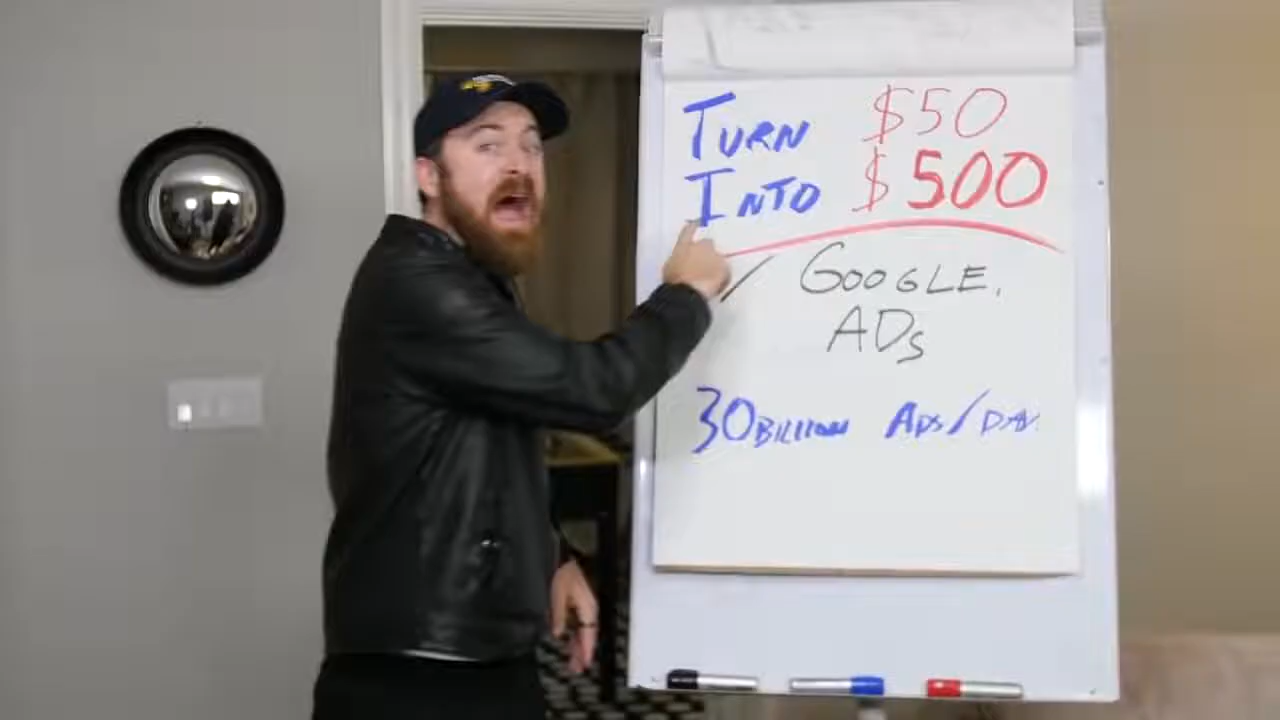 TURN $50
INTO $500
/ GOOGLE.
ADs
30 BILLION ADs/DAY.